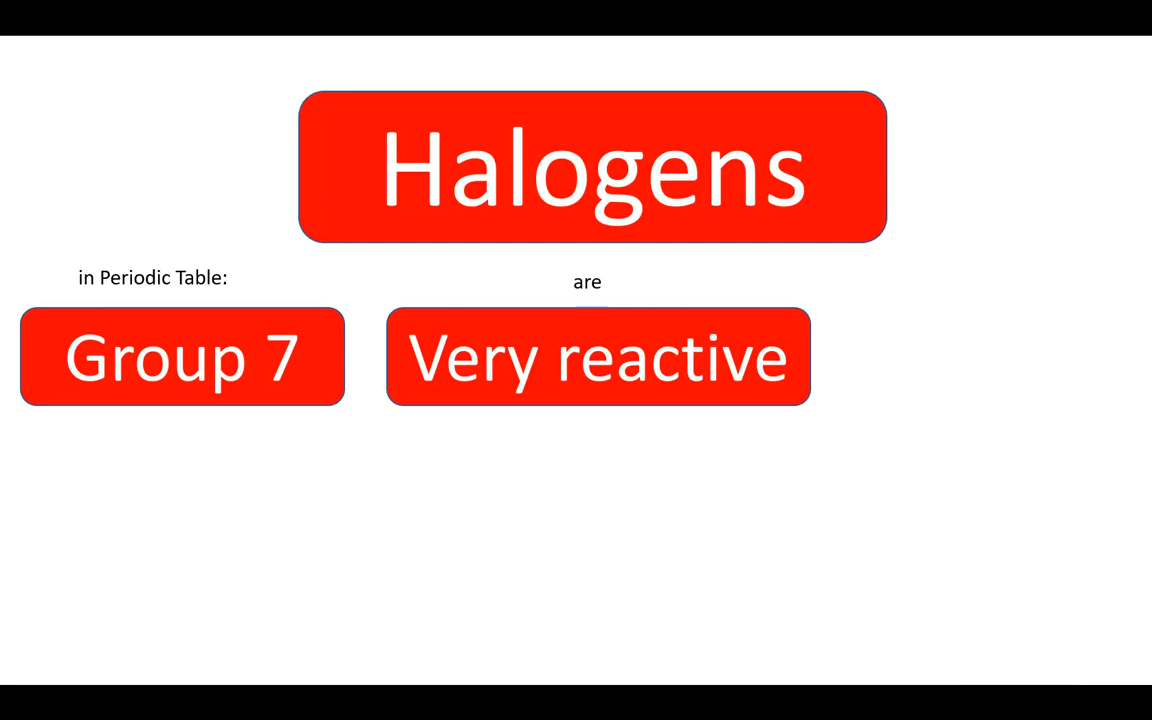 Halogens
in Periodic Table:
are
Group 7
Very reactive